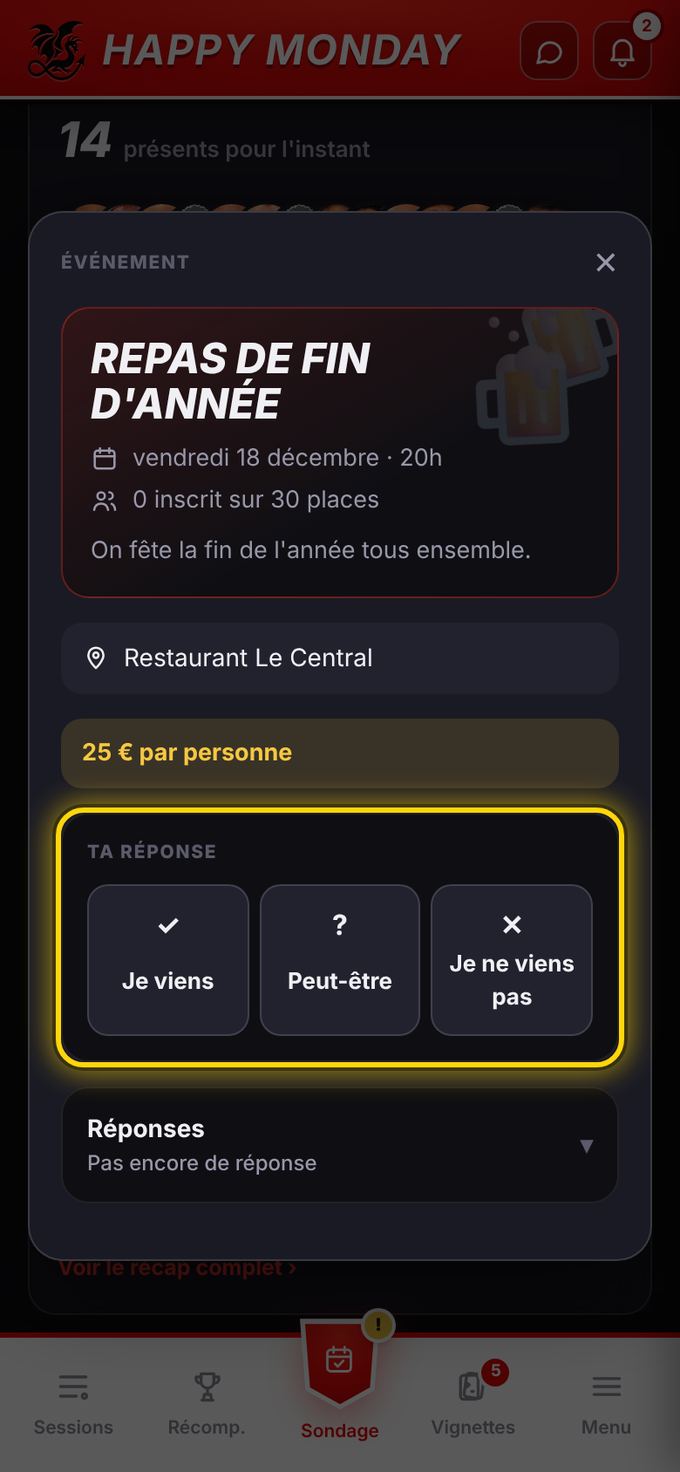 HAPPY MONDAY
2
14 présents pour l'instant
ÉVÉNEMENT
REPAS DE FIN
D'ANNÉE
vendredi 18 décembre · 20h
0 inscrit sur 30 places
On fête la fin de l'année tous ensemble.
Restaurant Le Central
25 € par personne
TA RÉPONSE
✓
Je viens
?
Peut-être
✕
Je ne viens
pas
Réponses
Pas encore de réponse
Voir le récap complet ›
!
5
Sessions
Récomp.
Sondage
Vignettes
Menu